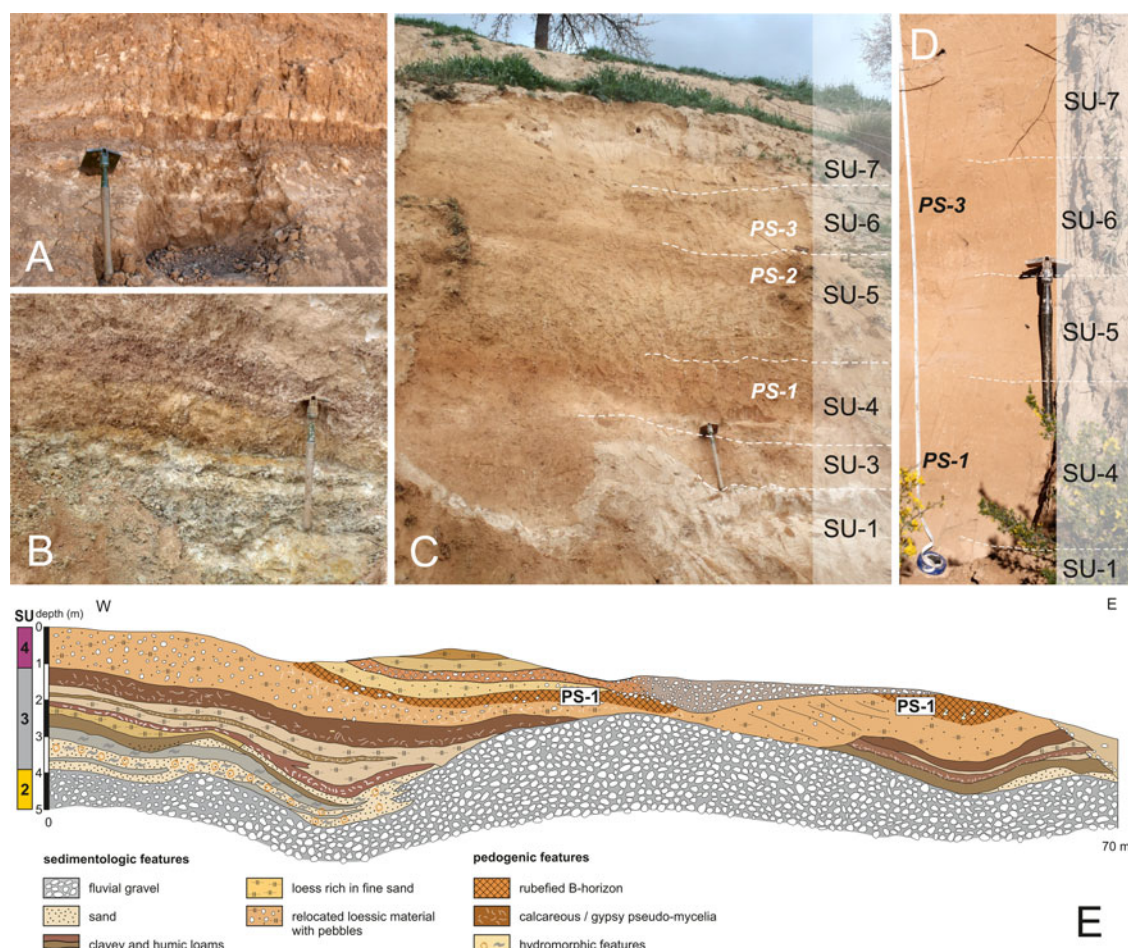 A
B
C
SU-7
PS-3
SU-6
PS-2
SU-5
PS-1
SU-4
SU-3
SU-1
D
SU-7
PS-3
SU-6
SU-5
PS-1
SU-4
SU-1
SU depth (m) W E
0
4
1
2
3
3
4
2
5
0
PS-1
PS-1
70 m
sedimentologic features
fluvial gravel
sand
clayey and humic loams
loess rich in fine sand
relocated loessic material
with pebbles
pedogenic features
rubefied B-horizon
calcareous / gypsy pseudo-mycelia
hydromorphic features
E